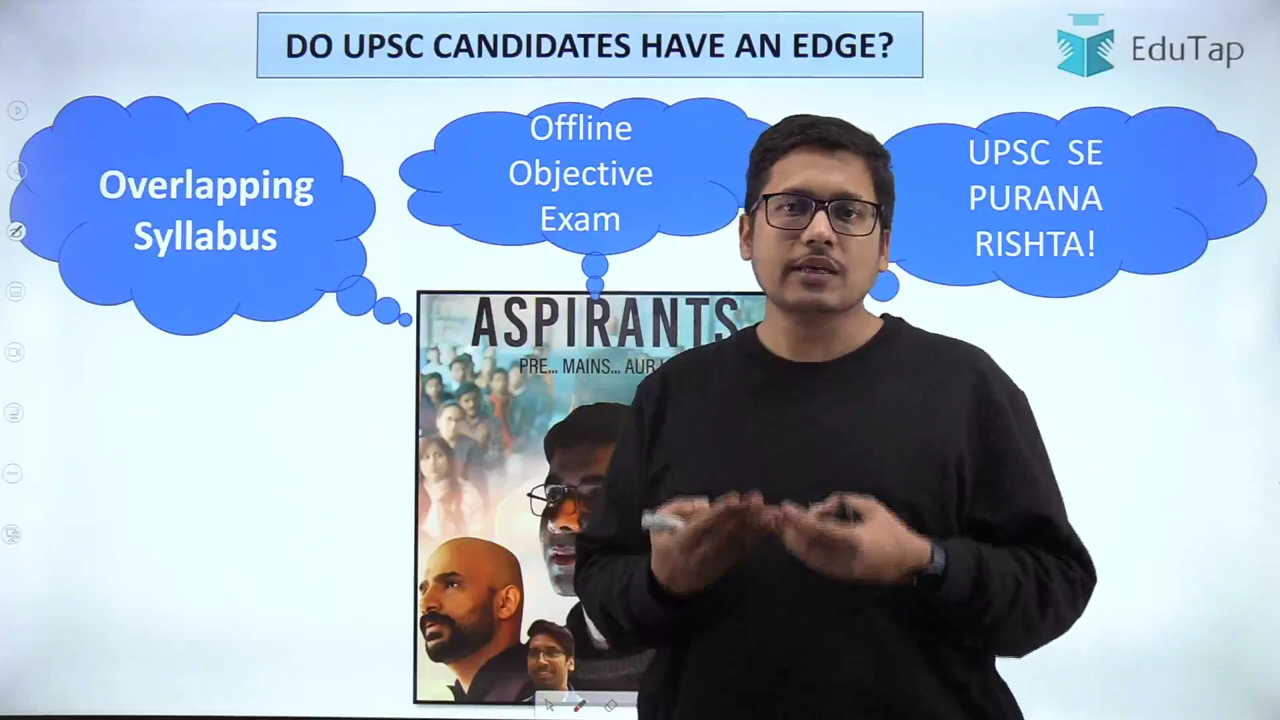 DO UPSC CANDIDATES HAVE AN EDGE?
EduTap
Overlapping
Syllabus
Offline
Objective
Exam
UPSC SE
PURANA
RISHTA!
ASPIRANTS
PRE... MAINS... AUR